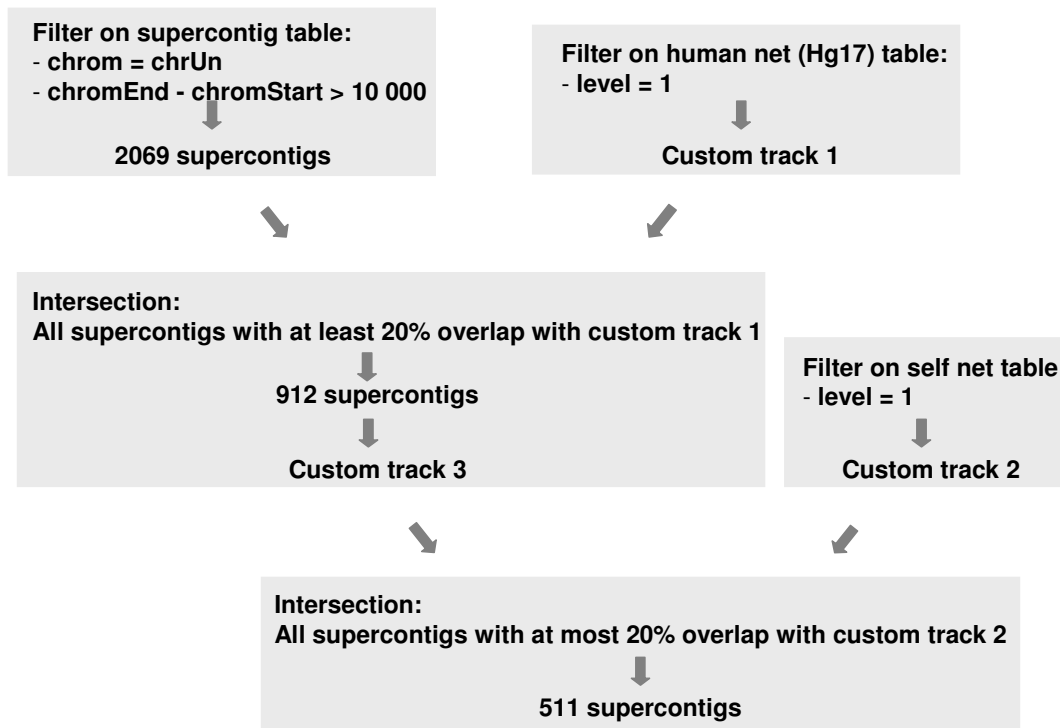 Filter on supercontig table:
- chrom = chrUn
- chromEnd - chromStart > 10 000
2069 supercontigs
Filter on human net (Hg17) table:
- level = 1
Custom track 1
Intersection:
All supercontigs with at least 20% overlap with custom track 1
912 supercontigs
Custom track 3
Filter on self net table
- level = 1
Custom track 2
Intersection:
All supercontigs with at most 20% overlap with custom track 2
511 supercontigs